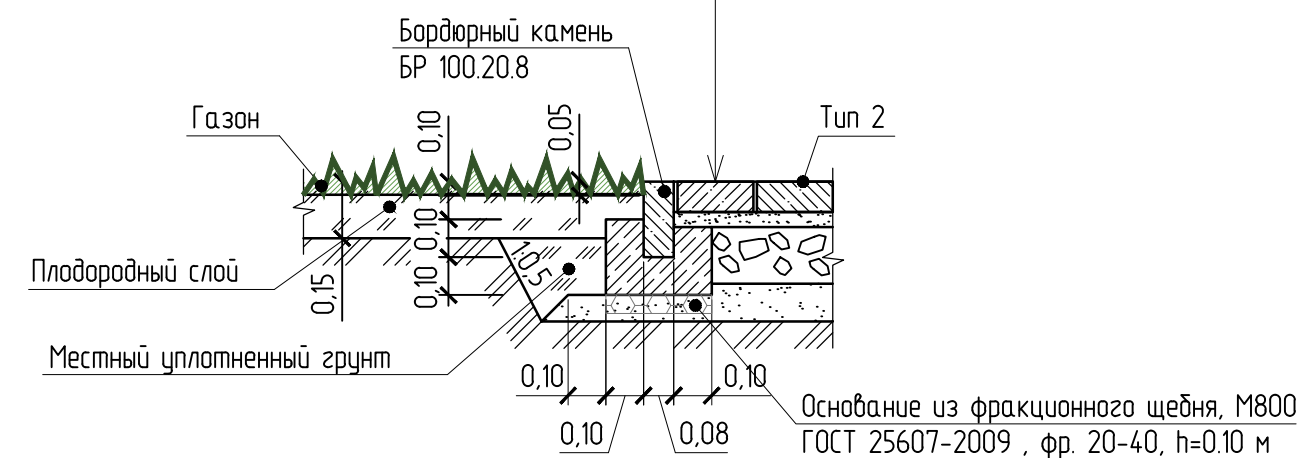 Бордюрный камень
БР 100.20.8
Газон
0,10
0,05
Тип 2
0,10
1:0,5
Плодородный слой
0,15
0,10
Местный уплотненный грунт
0,10
0,10
0,10
0,08
Основание из фракционного щебня, М800
ГОСТ 25607-2009 , фр. 20-40, h=0.10 м